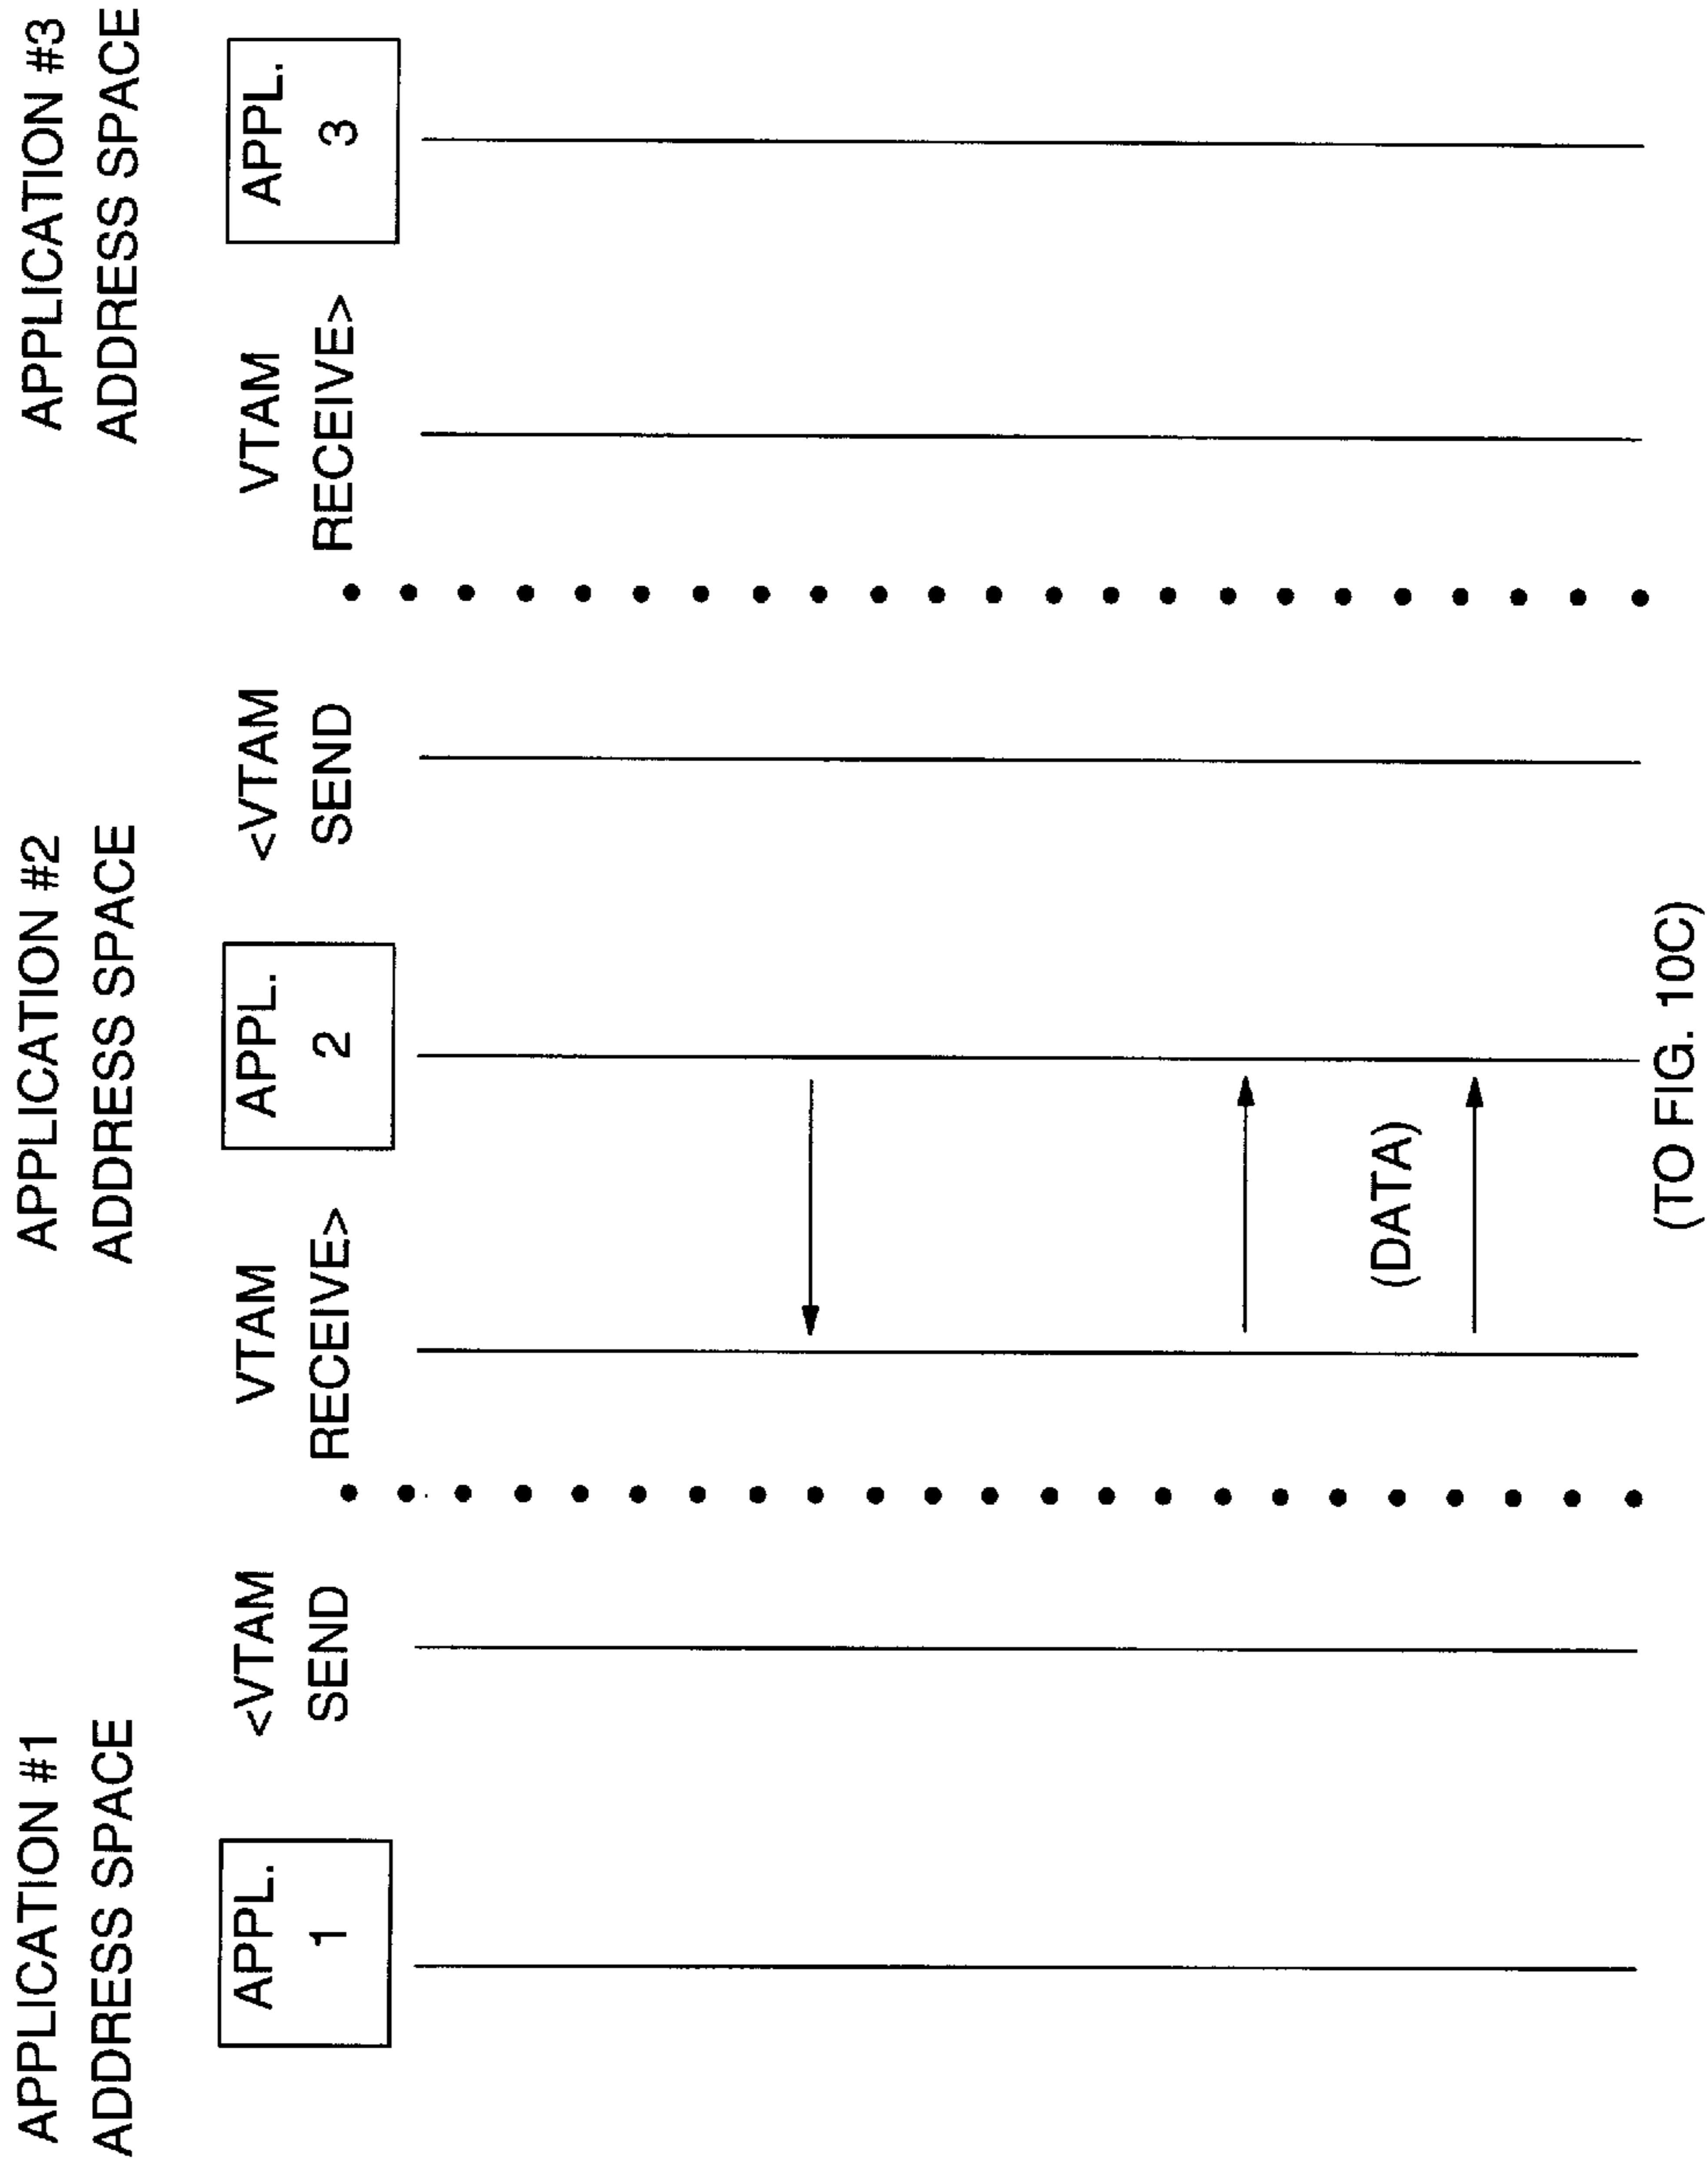 APPLICATION #1
ADDRESS SPACE
APPLICATION #2
ADDRESS SPACE
APPLICATION #3
ADDRESS SPACE
APPL.
1
<VTAM
SEND
VTAM
RECEIVE>
APPL.
2
<VTAM
SEND
VTAM
RECEIVE>
APPL.
3
(DATA)
(TO FIG. 10C)